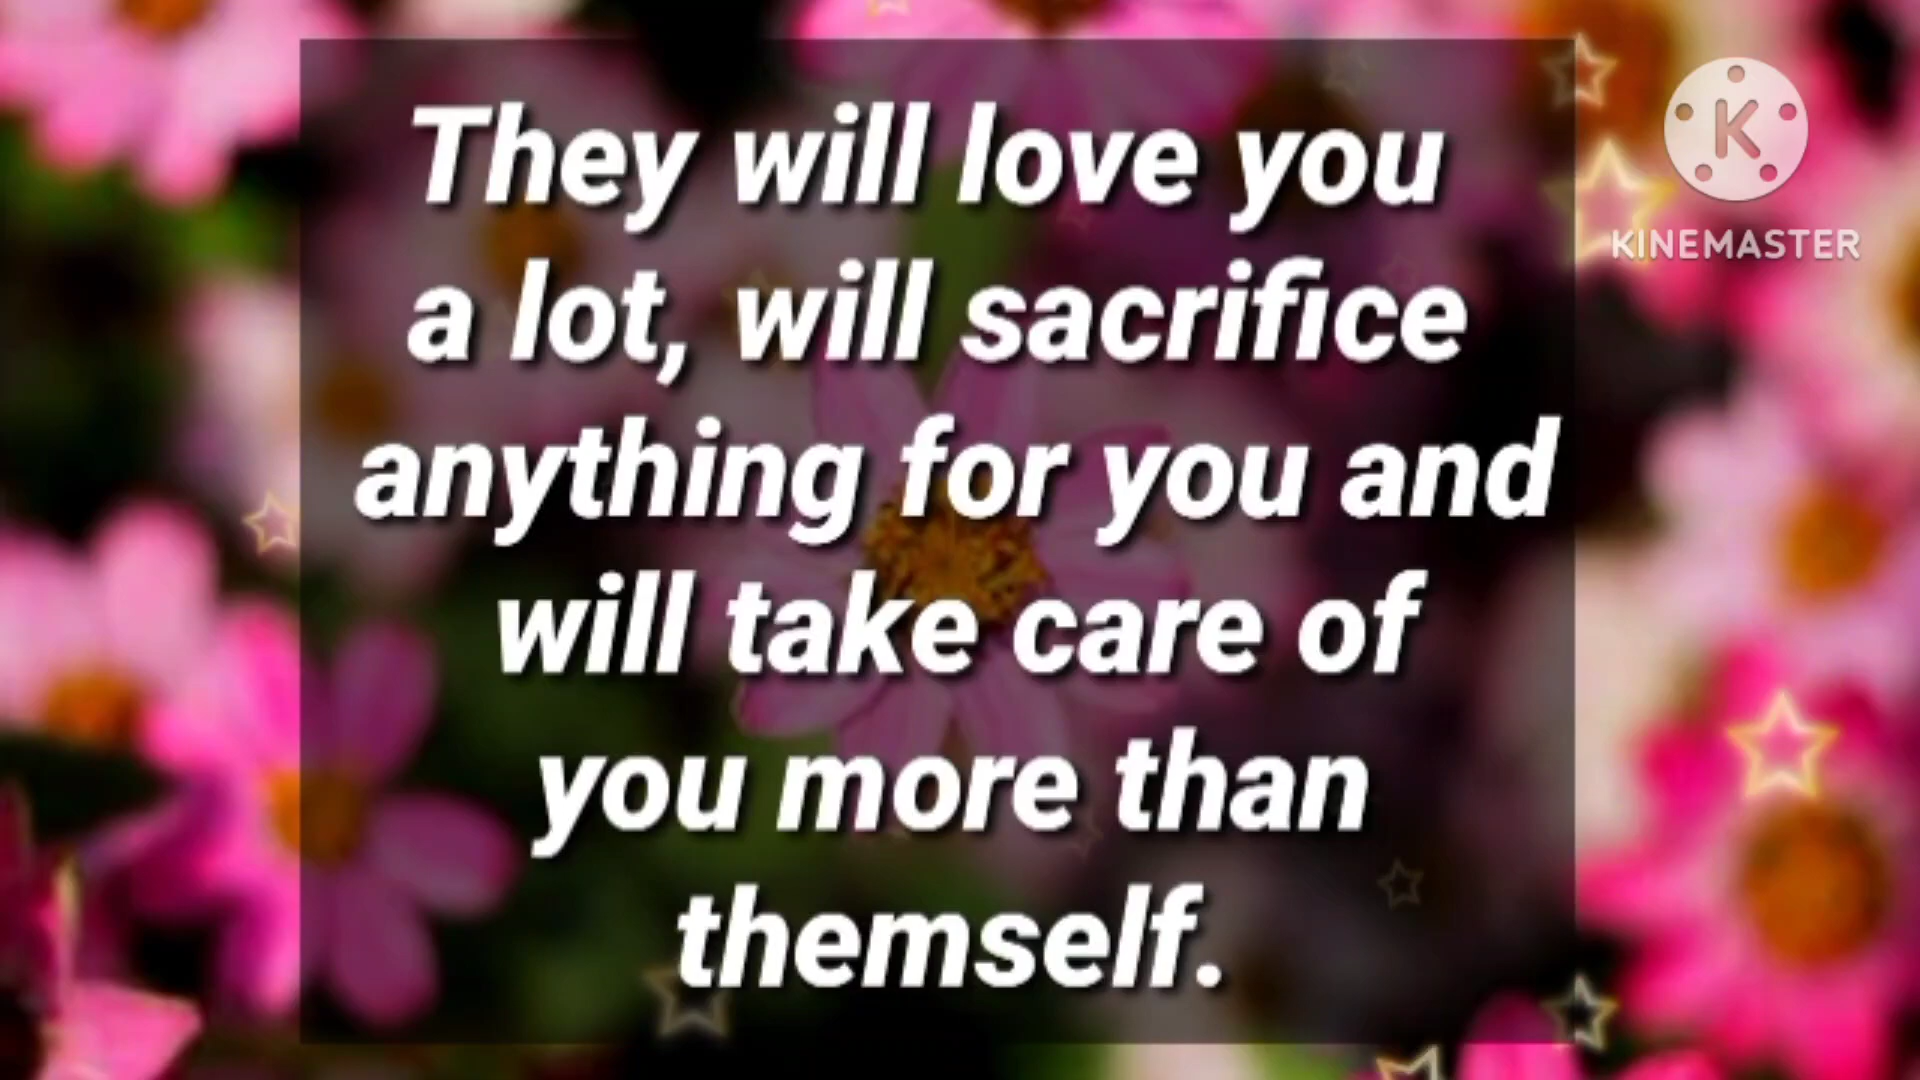 They will love you
a lot, will sacrifice
anything for you and
will take care of
you more than
themself.
K
KINEMASTER